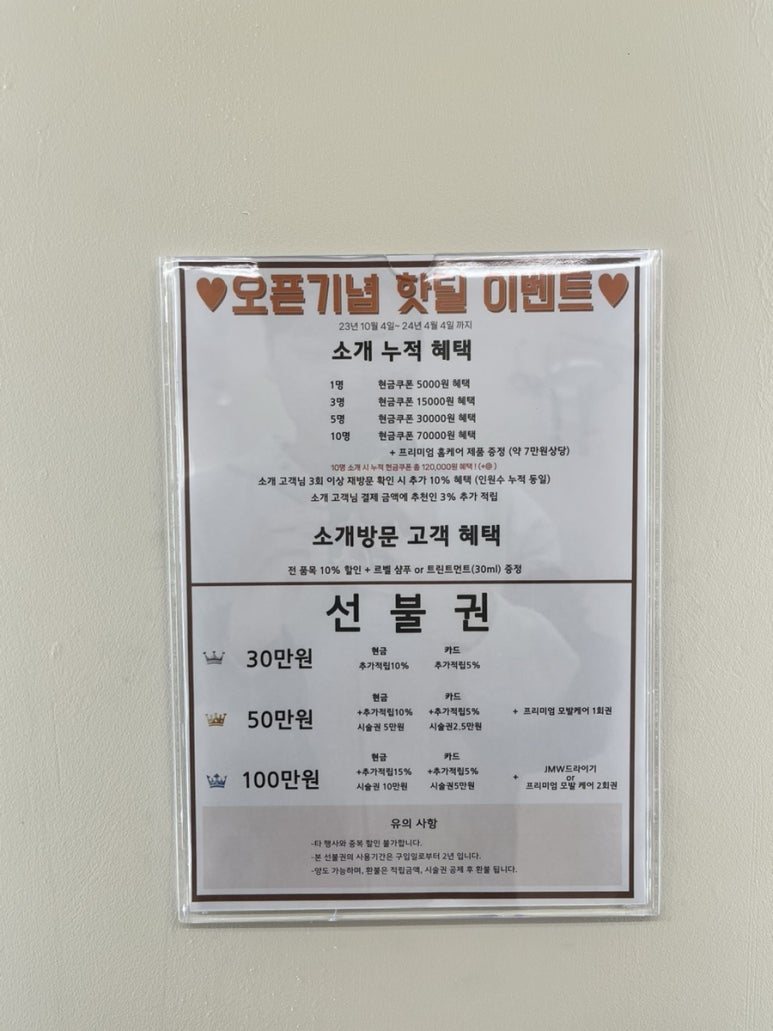 ♥오픈기념 핫딜 이벤트♥
23년 10월 4일~ 24년 4월 4일 까지
소개 누적 혜택
1명 현금쿠폰 5000원 혜택
3명 현금쿠폰 15000원 혜택
5명 현금쿠폰 30000원 혜택
10명 현금쿠폰 70000원 혜택
+ 프리미엄 홈케어 제품 증정 (약 7만원상당)
10명 소개 시 누적 현금쿠폰 총 120,000원 혜택 ! (+@ )
소개 고객님 3회 이상 재방문 확인 시 추가 10% 혜택 (인원수 누적 동일)
소개 고객님 결제 금액에 추천인 3% 추가 적립
소개방문 고객 혜택
전 품목 10% 할인 + 르벨 샴푸 or 트린트먼트(30ml) 증정
선 불 권
현금 카드
30만원 추가적립10% 추가적립5%
현금 카드
50만원 +추가적립10% +추가적립5% + 프리미엄 모발케어 1회권
시술권 5만원 시술권2.5만원
현금 카드
100만원 +추가적립15% +추가적립5% + JMW드라이기
or
시술권 10만원 시술권5만원 프리미엄 모발 케어 2회권
유의 사항
-타 행사와 중복 할인 불가합니다.
-본 선불권의 사용기간은 구입일로부터 2년 입니다.
-양도 가능하며, 환불은 적립금액, 시술권 공제 후 환불 됩니다.